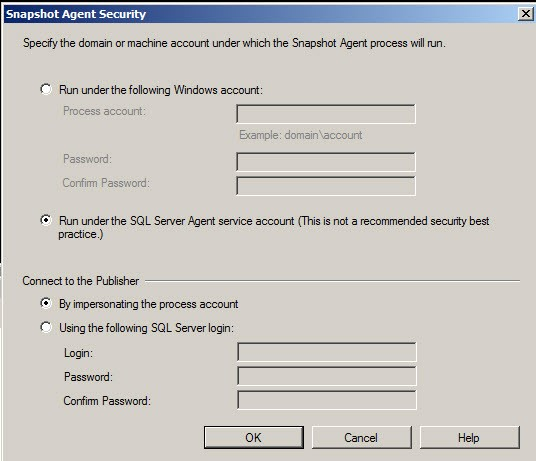 Snapshot Agent Security
Specify the domain or machine account under which the Snapshot Agent process will run.
Run under the following Windows account:
Process account:
Example: domain\account
Password:
Confirm Password:
Run under the SQL Server Agent service account (This is not a recommended security best
practice.)
Connect to the Publisher
By impersonating the process account
Using the following SQL Server login:
Login:
Password:
Confirm Password:
OK Cancel Help